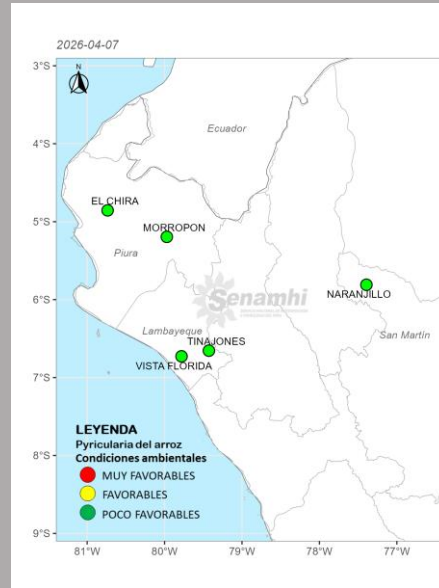 2026-04-07
N
3°S
4°S
5°S
6°S
7°S
8°S
9°S
Ecuador
EL CHIRA
MORROPON
Piura
NARANJILLO
Senamhi
San Martín
Lambayeque
TINAJONES
VISTA FLORIDA
LEYENDA
Pyricularia del arroz
Condiciones ambientales
MUY FAVORABLES
FAVORABLES
POCO FAVORABLES
81°W
80°W
79°W
77°W
77°W